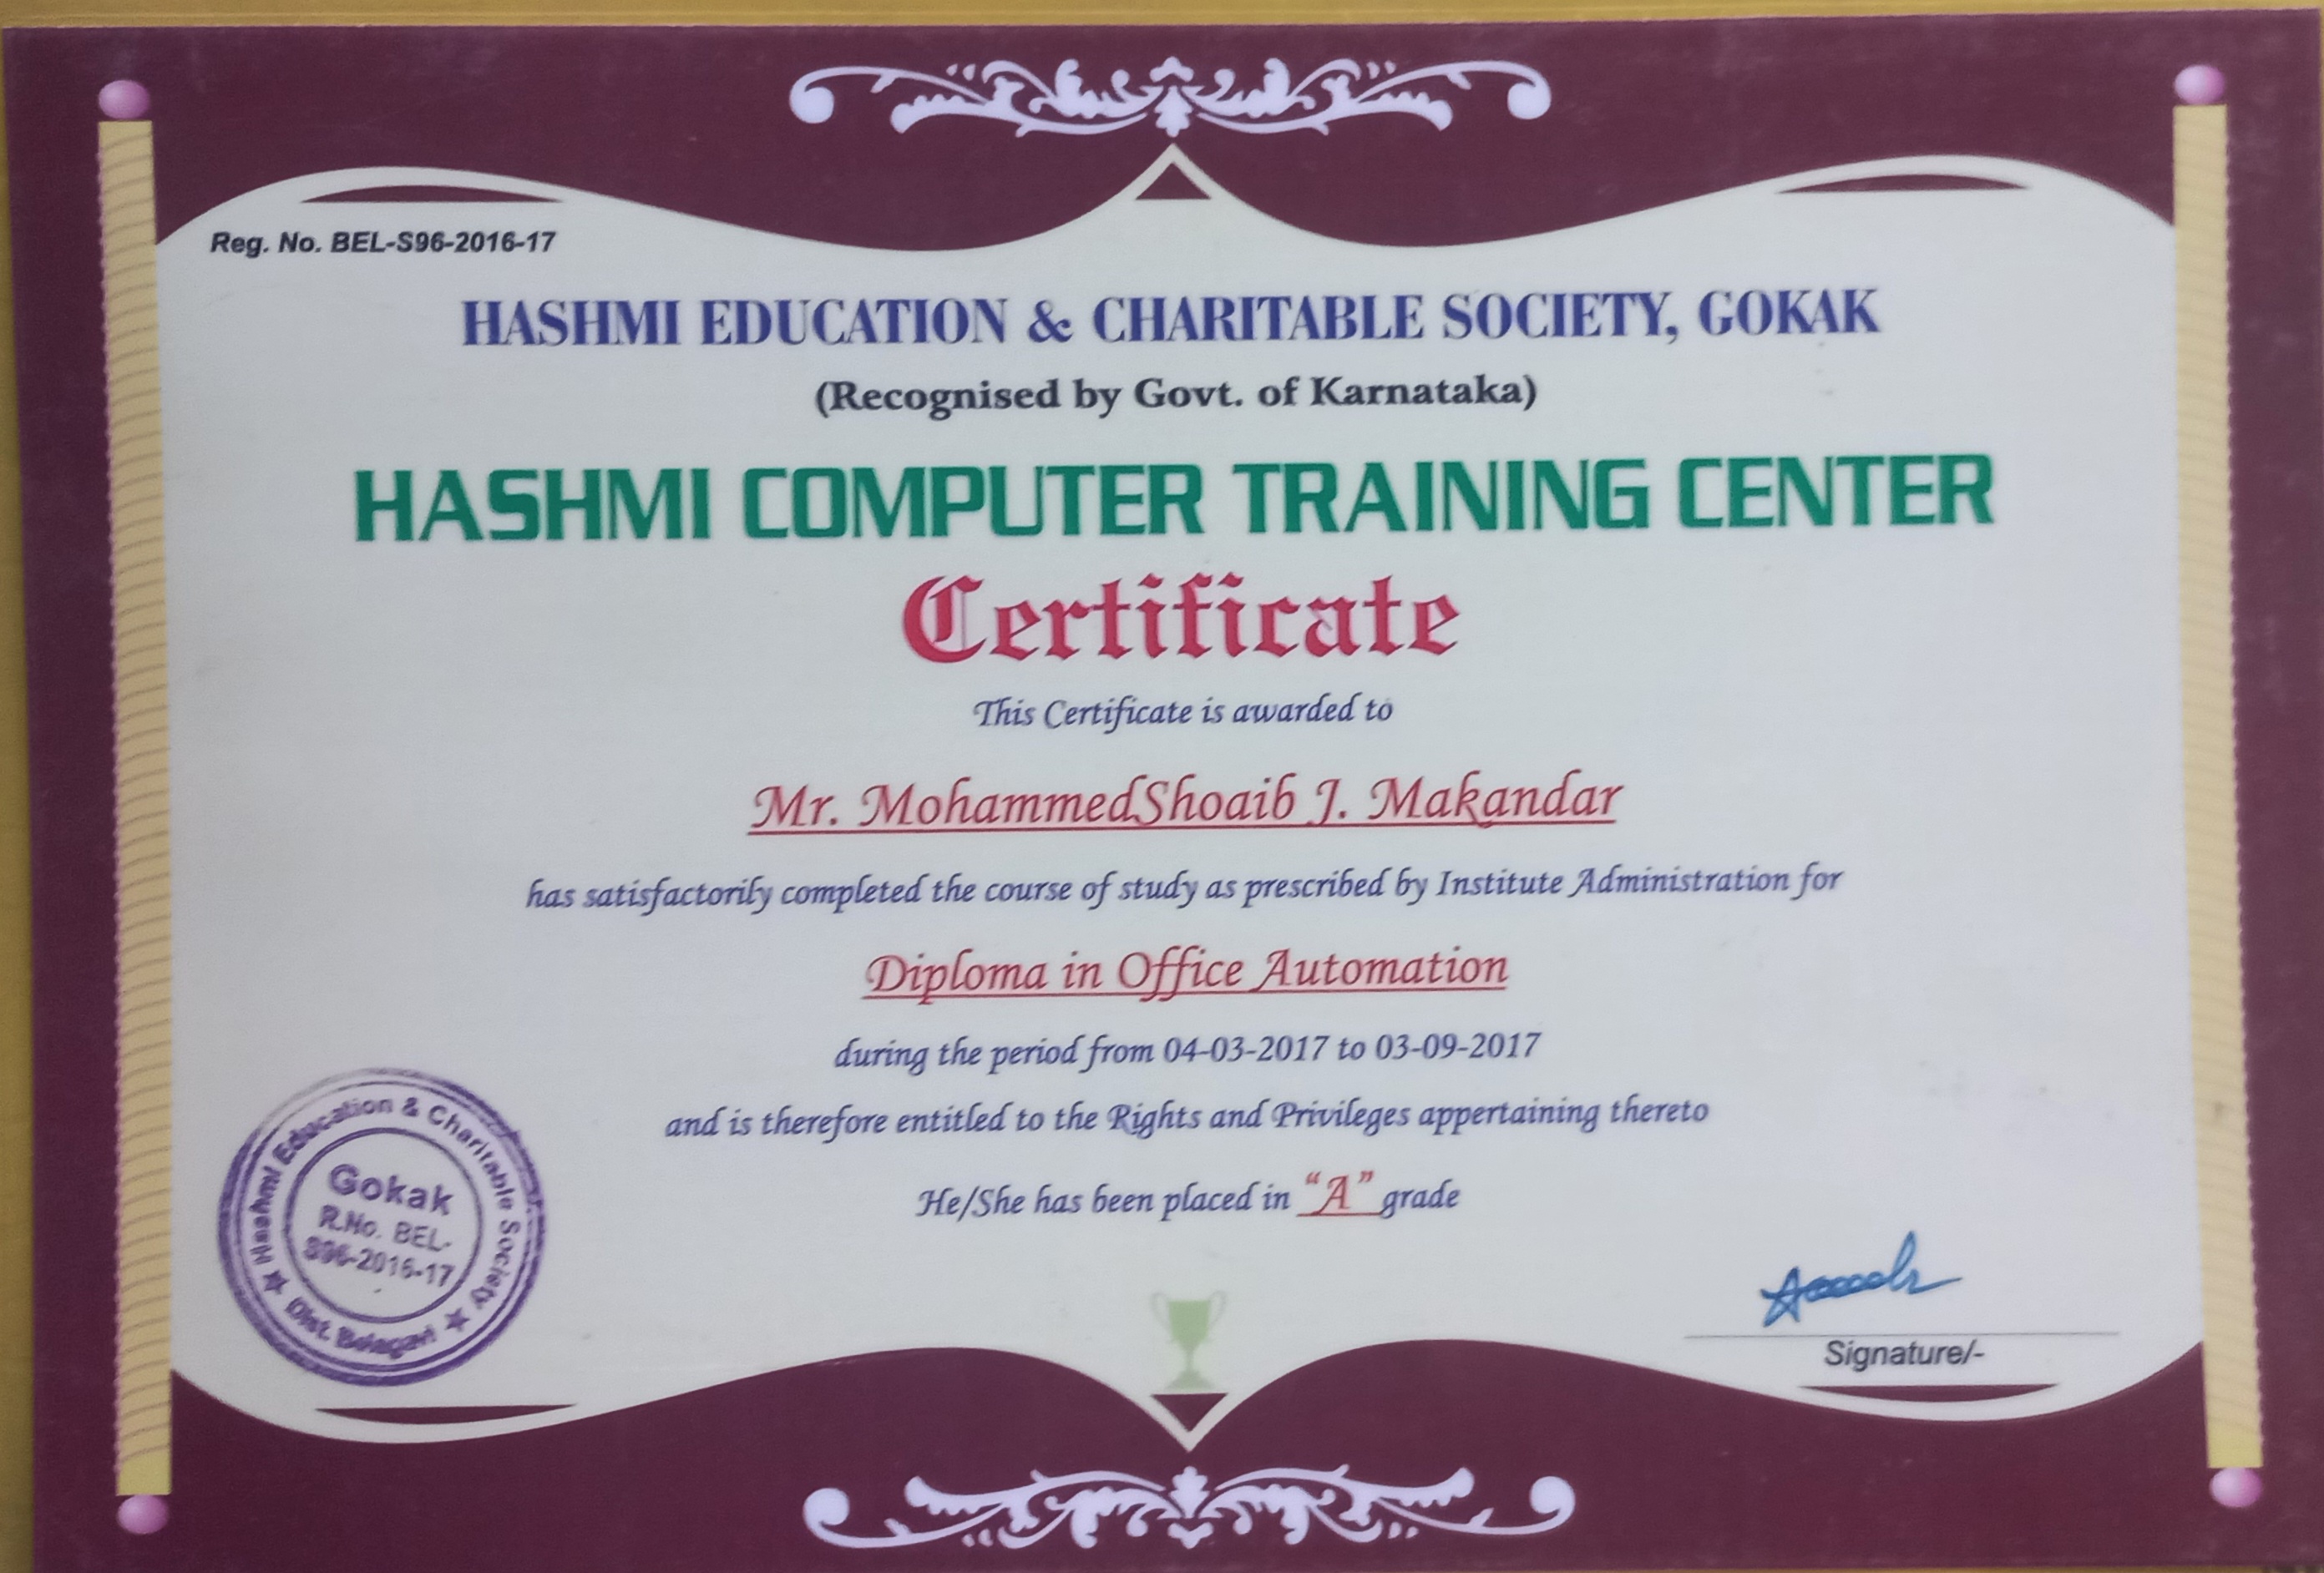 Reg. No. BEL-S96-2016-17
HASHMI EDUCATION & CHARITABLE SOCIETY, GOKAK
(Recognised by Govt. of Karnataka)
HASHMI COMPUTER TRAINING CENTER
Certificate
This Certificate is awarded to
Mr. MohammedShoaib J. Makandar
has satisfactorily completed the course of study as prescribed by Institute Administration for
Diploma in Office Automation
during the period from 04-03-2017 to 03-09-2017
and is therefore entitled to the Rights and Privileges appertaining thereto
He/She has been placed in "A" grade
Hashmi Education & Charitable Society
Gokak
R.No. BEL-
S96-2016-17
★ Dist. Belagavi ★
Signature/-